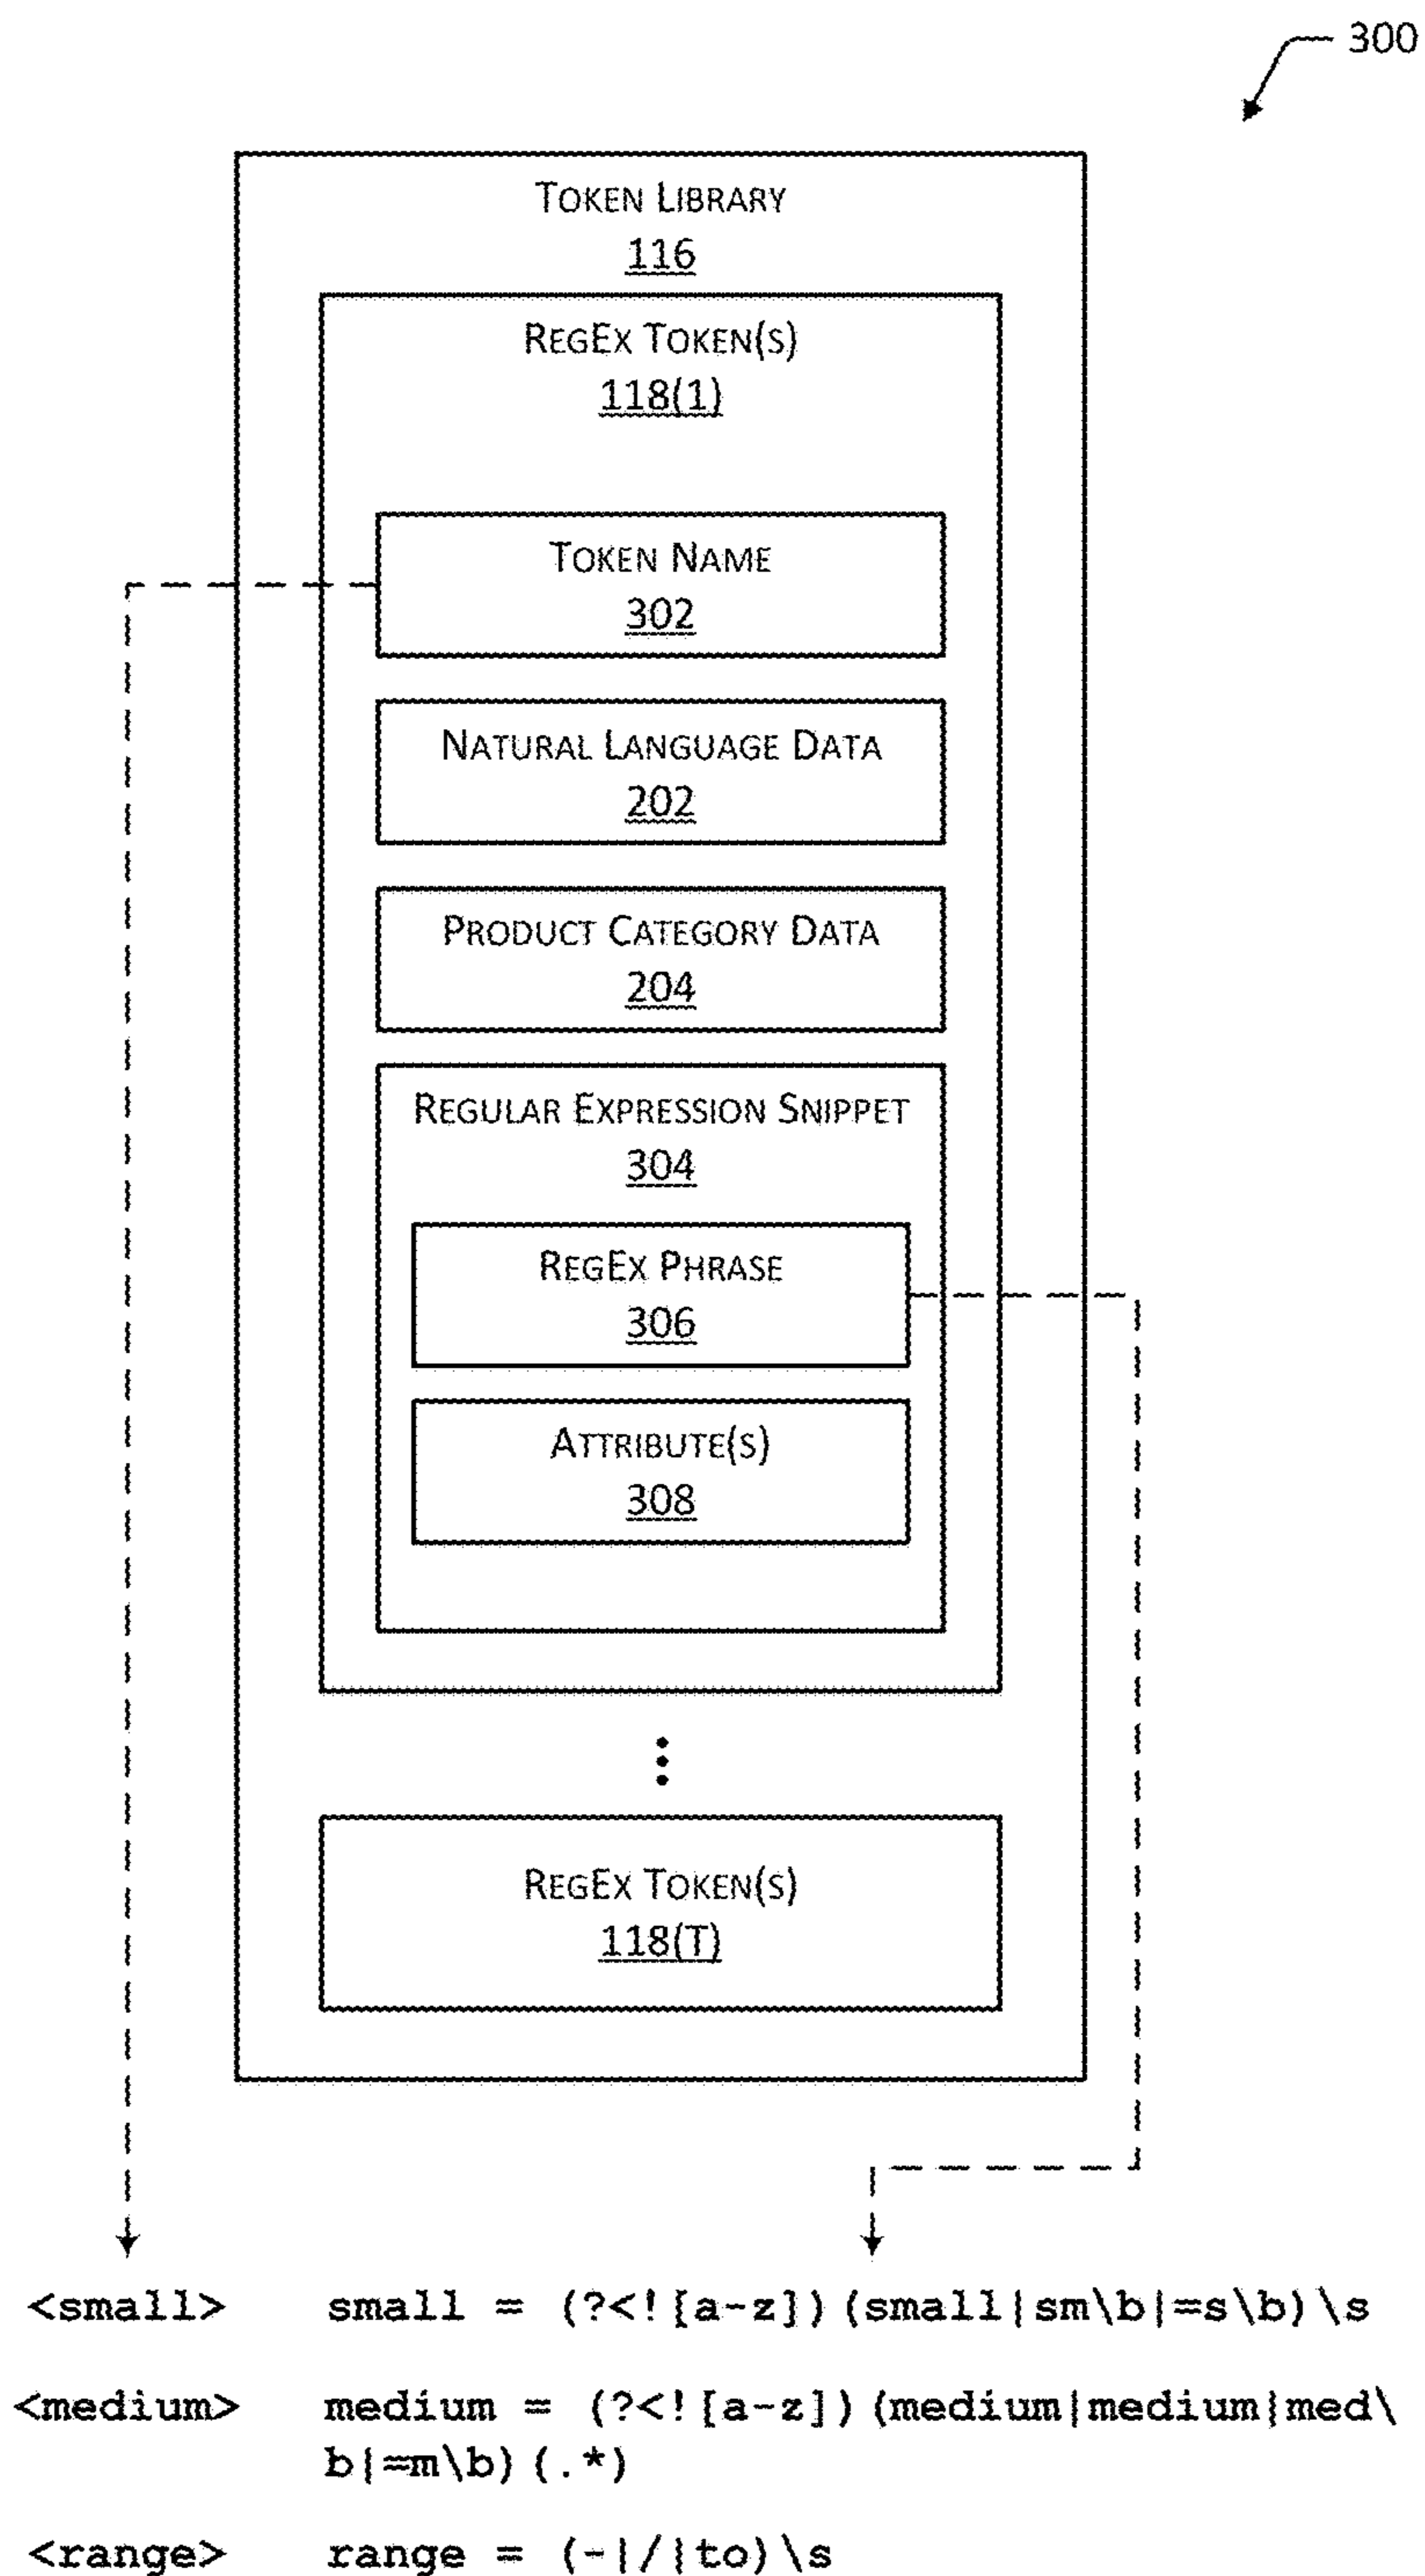 300
TOKEN LIBRARY
116
REGEX TOKEN(S)
118(1)
TOKEN NAME
302
NATURAL LANGUAGE DATA
202
PRODUCT CATEGORY DATA
204
REGULAR EXPRESSION SNIPPET
304
REGEX PHRASE
306
ATTRIBUTE(S)
308
REGEX TOKEN(S)
118(T)
<small> small = (?<![a-z])(small|sm\b|=s\b)\s
<medium> medium = (?<![a-z])(medium|medium|med\
b|=m\b)(.*)
<range> range = (-|/|to)\s